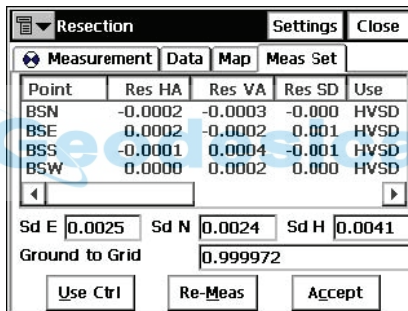 Resection Settings Close
Measurement Data Map Meas Set
Point Res HA Res VA Res SD Use
BSN -0.0002 -0.0003 -0.000 HVSD
BSE 0.0002 -0.0002 0.001 HVSD
BSS -0.0001 0.0004 -0.001 HVSD
BSW 0.0000 0.0002 0.000 HVSD
Sd E 0.0025 Sd N 0.0024 Sd H 0.0041
Ground to Grid 0.999972
Use Ctrl Re-Meas Accept